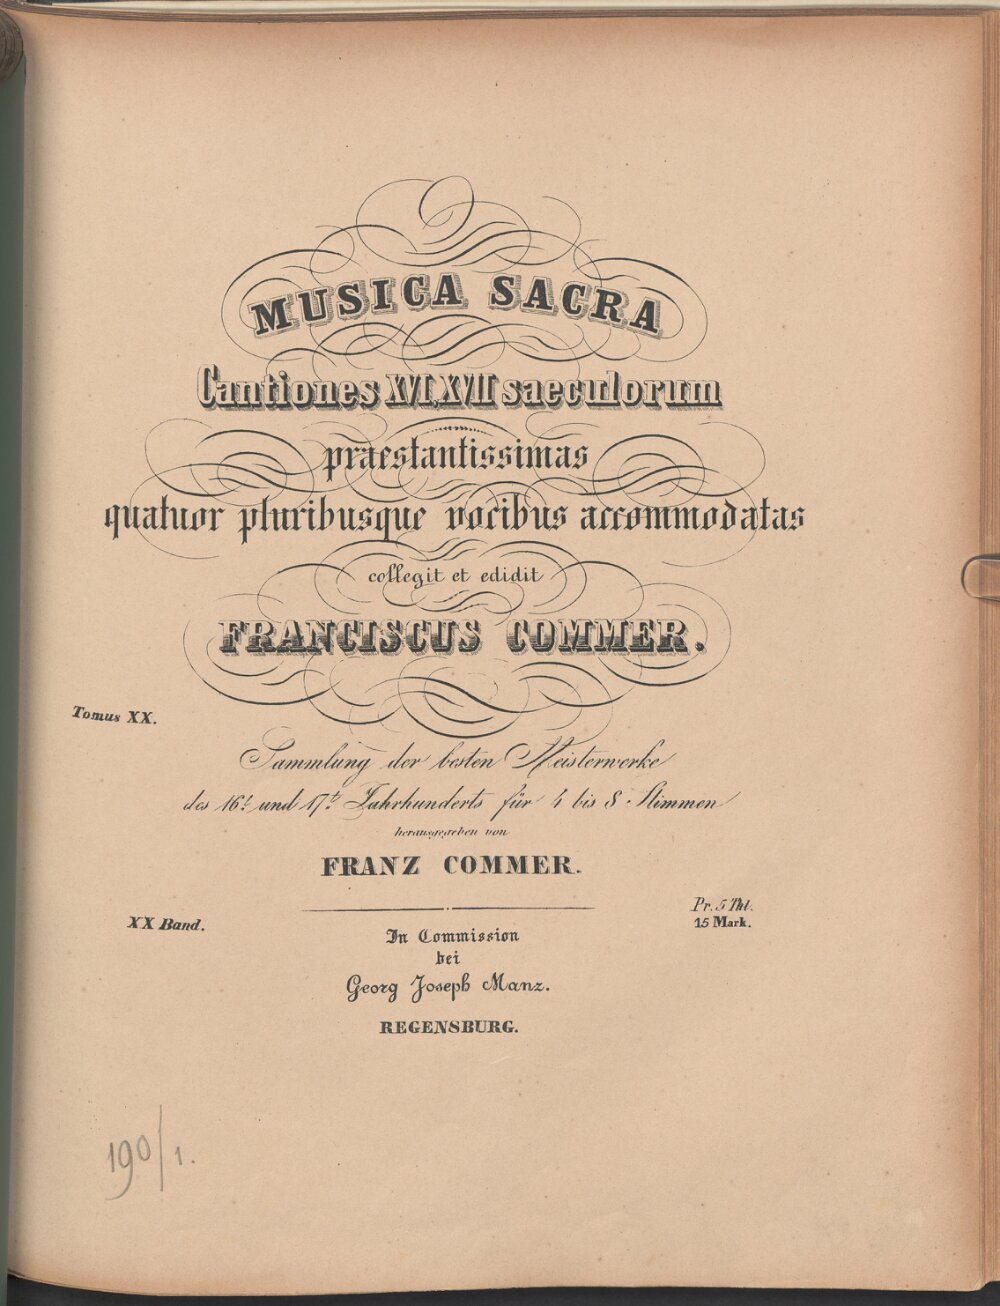 MUSICA SACRA
Cantiones XVI, XVII saeculorum
praestantissimas
quatuor pluribusque vocibus accommodatas
collegit et edidit
FRANCISCUS COMMER.
Tomus XX.
Sammlung der besten Meisterwerke
des 16t. und 17t. Jahrhunderts für 4 bis 8 Stimmen
herausgegeben von
FRANZ COMMER.
Pr. 5 Thl.
15 Mark.
XX Band.
In Commission
bei
Georg Joseph Manz.
REGENSBURG.
190/1.